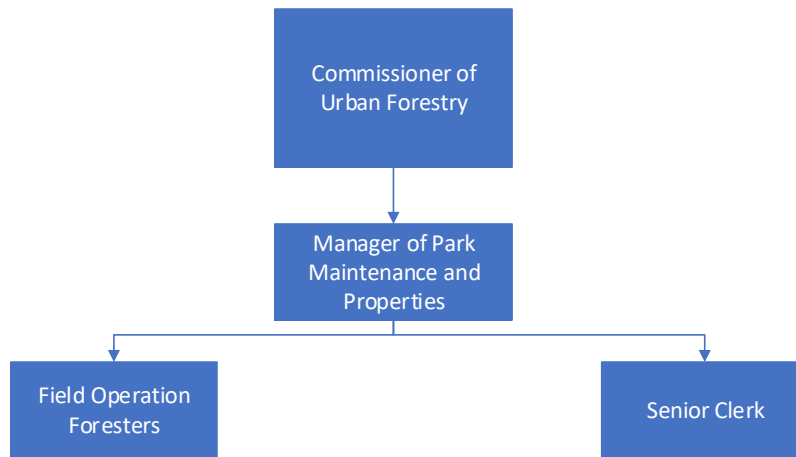 Commissioner of
Urban Forestry
Manager of Park
Maintenance and
Properties
Field Operation
Foresters
Senior Clerk